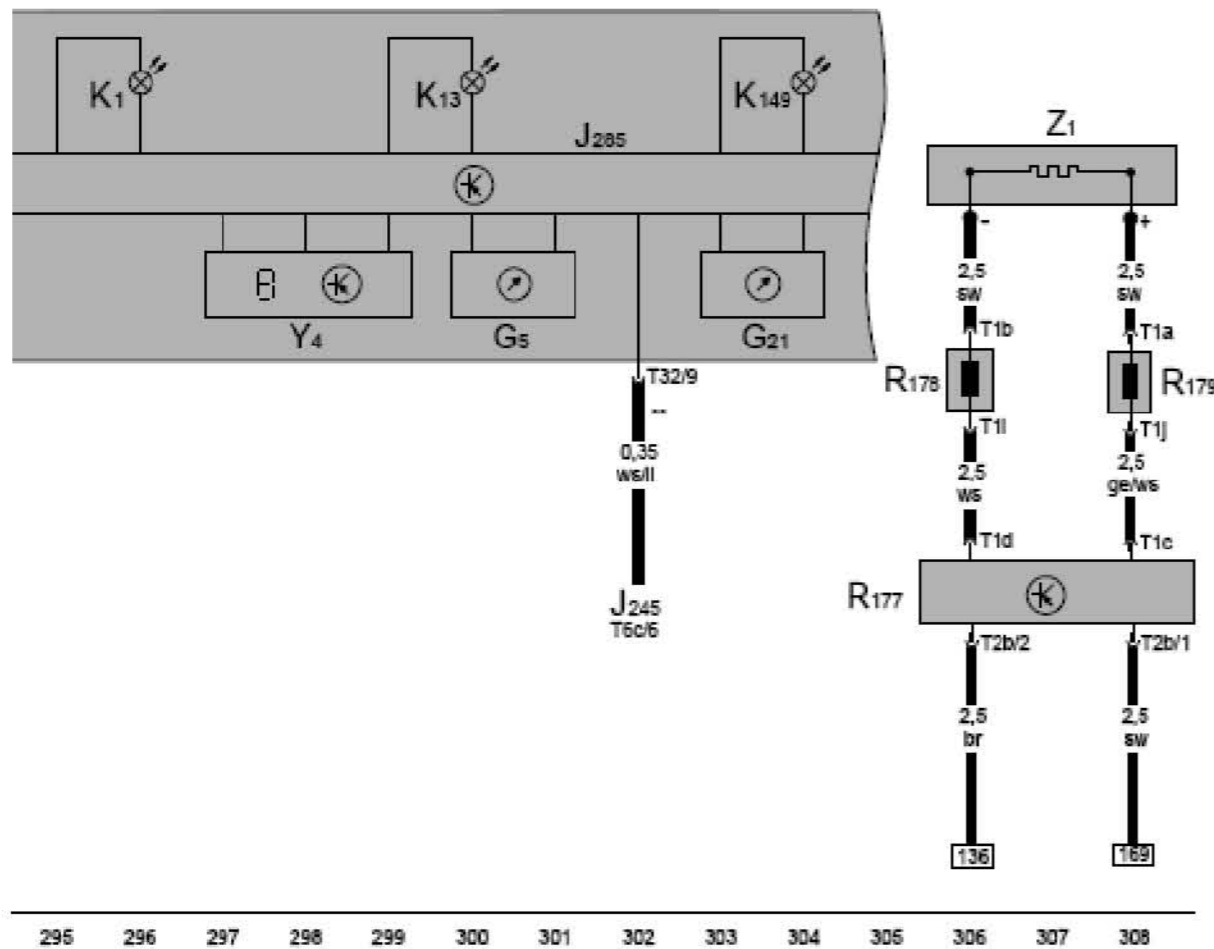 K1
K13
K149
J285
Z1
Y4
G5
G21
-
+
2,5
sw
2,5
sw
T1b
T1a
T32/9
--
R178
R179
T1i
T1j
0,35
ws/li
2,5
ws
2,5
ge/ws
T1d
T1c
R177
J245
T6c/6
T2b/2
T2b/1
2,5
br
2,5
sw
136
169
295 296 297 298 299 300 301 302 303 304 305 306 307 308